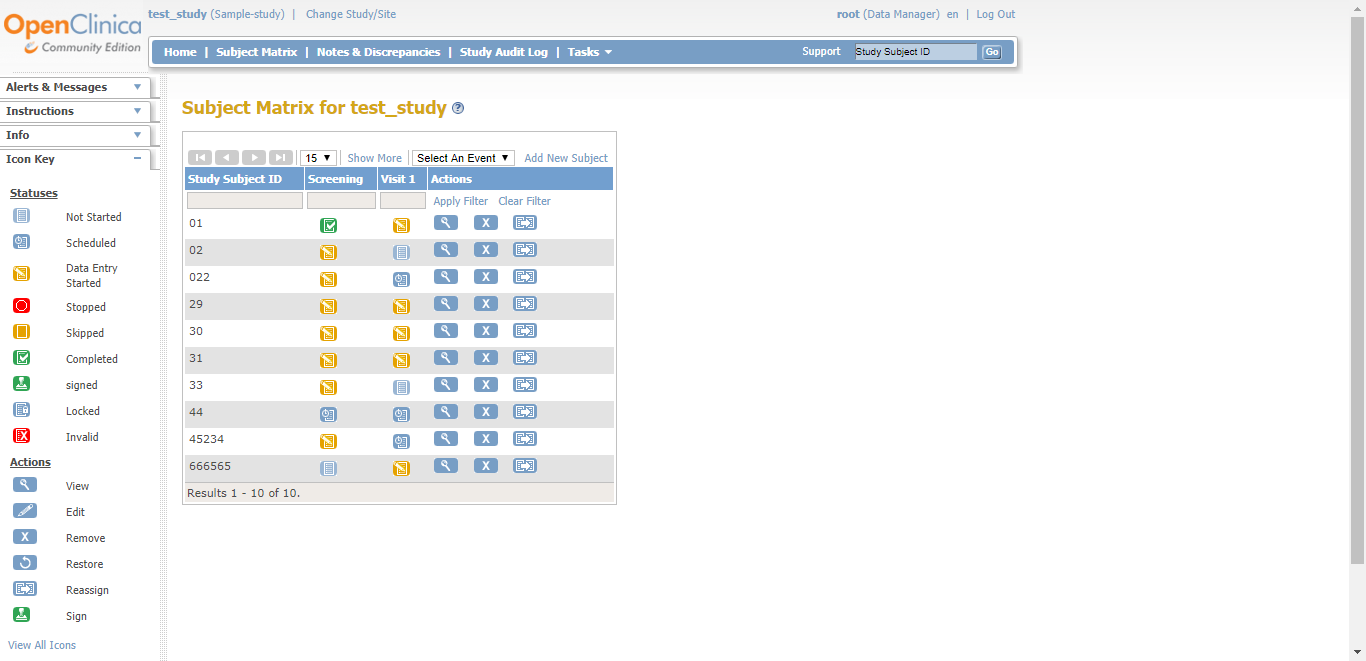 OpenClinica
Community Edition
test_study (Sample-study) | Change Study/Site
root (Data Manager) en | Log Out
Home | Subject Matrix | Notes & Discrepancies | Study Audit Log | Tasks
Support Study Subject ID Go
Alerts & Messages
Instructions
Info
Icon Key
Statuses
Not Started
Scheduled
Data Entry
Started
Stopped
Skipped
Completed
signed
Locked
Invalid
Actions
View
Edit
Remove
Restore
Reassign
Sign
View All Icons
Subject Matrix for test_study ?
15 Show More Select An Event Add New Subject
Study Subject ID Screening Visit 1 Actions
Apply Filter Clear Filter
01
02
022
29
30
31
33
44
45234
666565
Results 1 - 10 of 10.